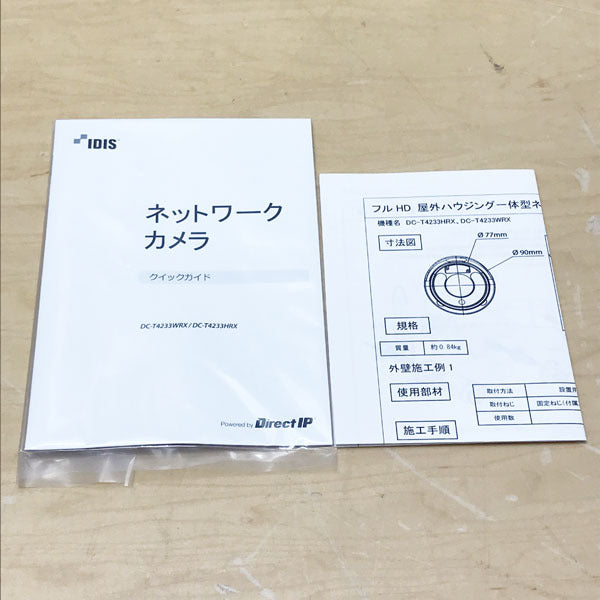 IDIS
ネットワーク
カメラ
クイックガイド
DC-T4233WRX / DC-T4233HRX
Powered by Direct IP
フル HD 屋外ハウジング一体型ネ
機種名 DC-T4233HRX、DC-T4233WRX
寸法図
Ø 77mm
Ø 90mm
規格
質量 約 0.84kg
外壁施工例 1
使用部材
取付方法 設置用
取付ねじ 固定ねじ(付属
使用数
施工手順